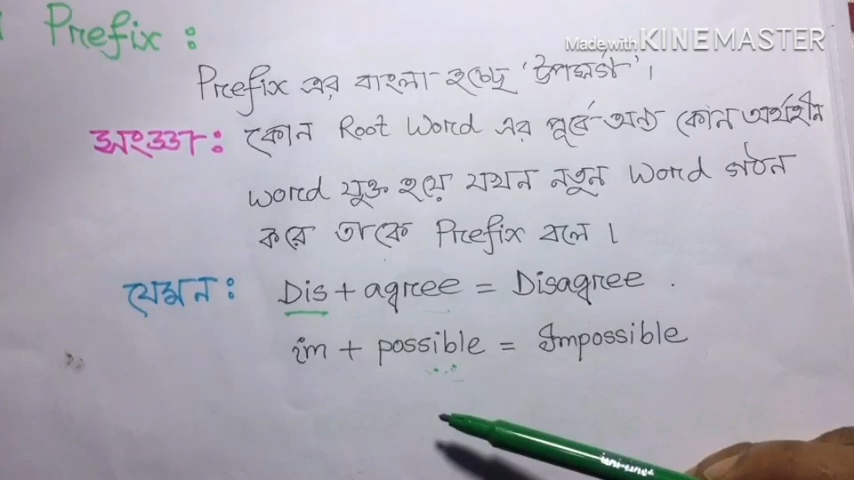 Prefix :
Made with KINEMASTER
Prefix এর বাংলা হচ্ছে 'উপসর্গ' ।
সংজ্ঞা: কোন Root Word এর পূর্বে অন্য কোন অর্থহীন
word যুক্ত হয়ে যখন নতুন Word গঠন
করে তাকে Prefix বলে ।
যেমন: Dis + agree = Disagree .
im + possible = Impossible